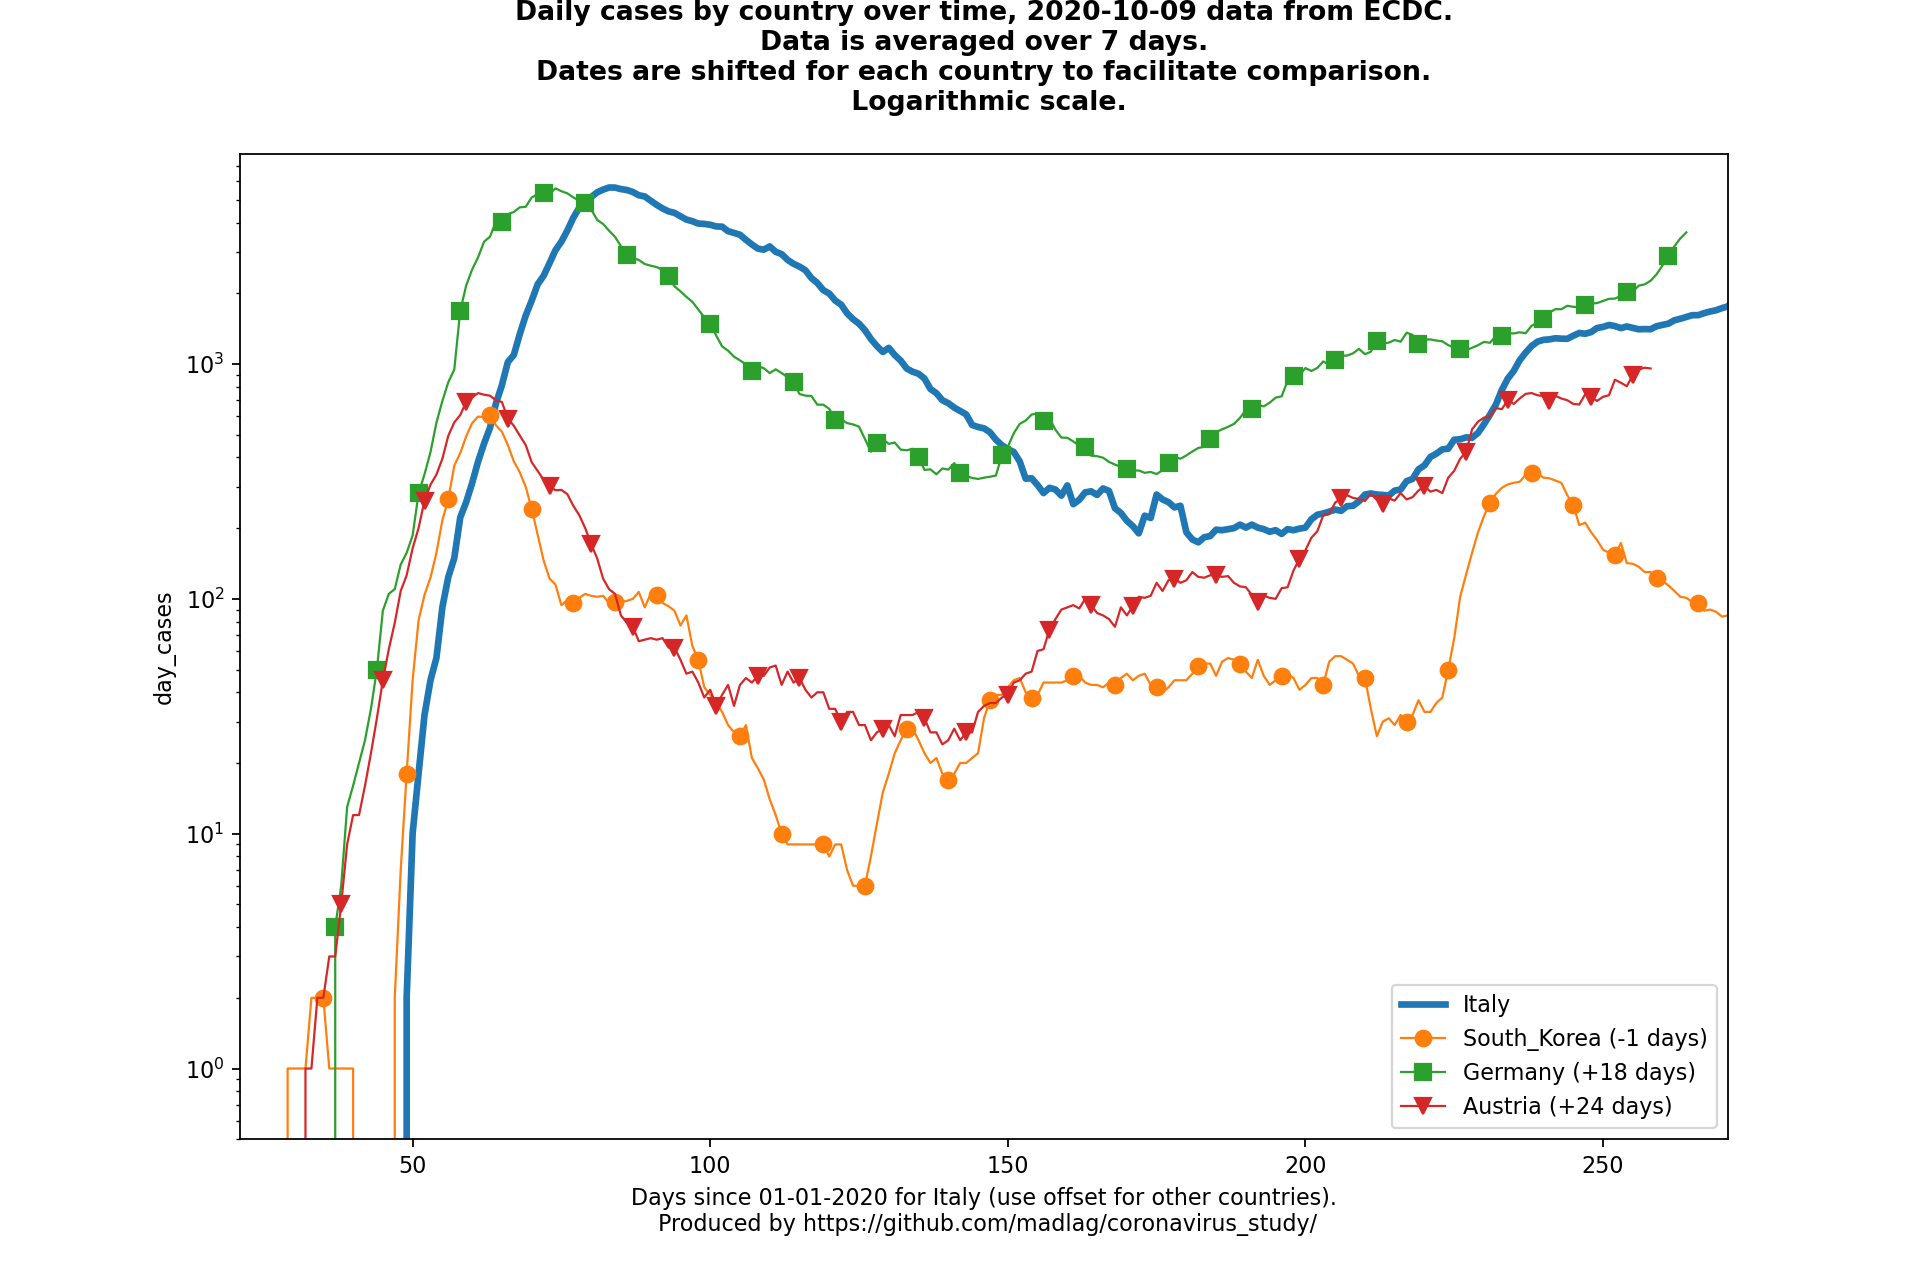 Daily cases by country over time, 2020-10-09 data from ECDC.
Data is averaged over 7 days.
Dates are shifted for each country to facilitate comparison.
Logarithmic scale.
day_cases
10³
10²
10¹
10⁰
50
100
150
200
250
Italy
South_Korea (-1 days)
Germany (+18 days)
Austria (+24 days)
Days since 01-01-2020 for Italy (use offset for other countries).
Produced by https://github.com/madlag/coronavirus_study/